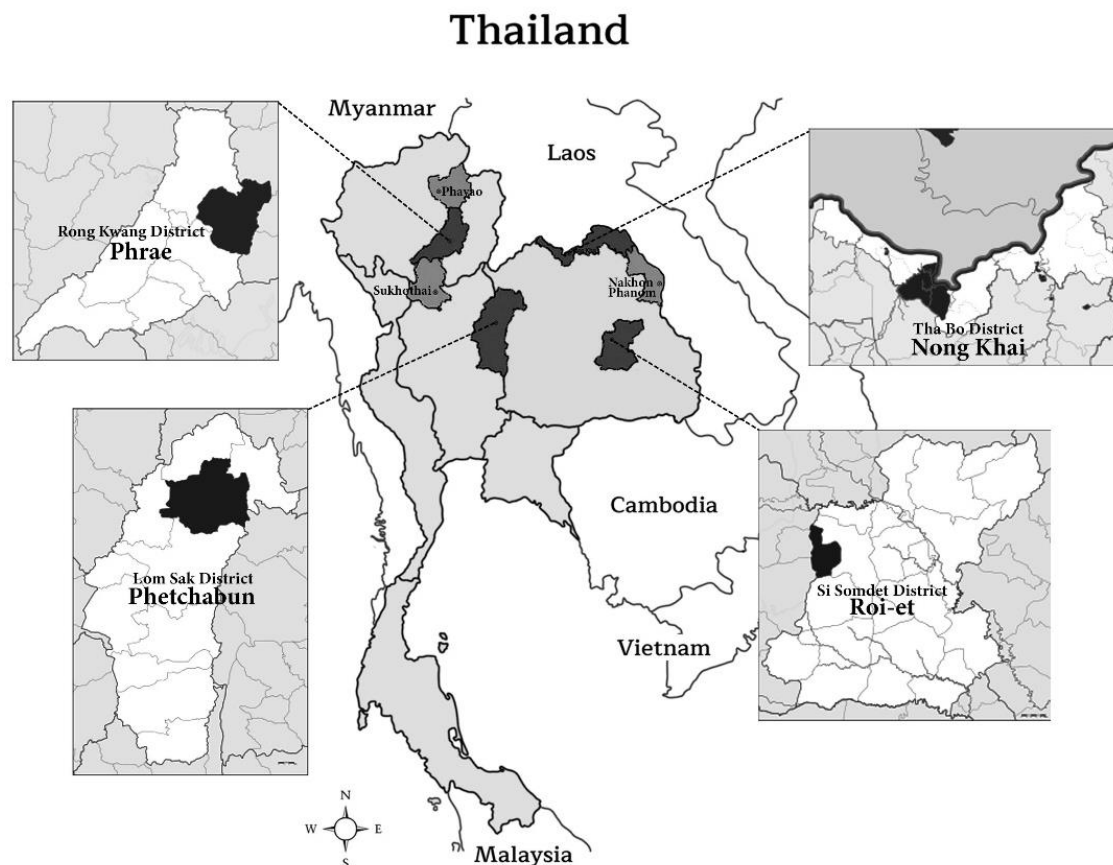 Thailand
Myanmar
Laos
Phayao
Rong Kwang District
Phrae
Sukhothai
Nakhon
Phanom
Tha Bo District
Nong Khai
Cambodia
Lom Sak District
Phetchabun
Si Somdet District
Roi-et
Vietnam
N
W E
S
Malaysia